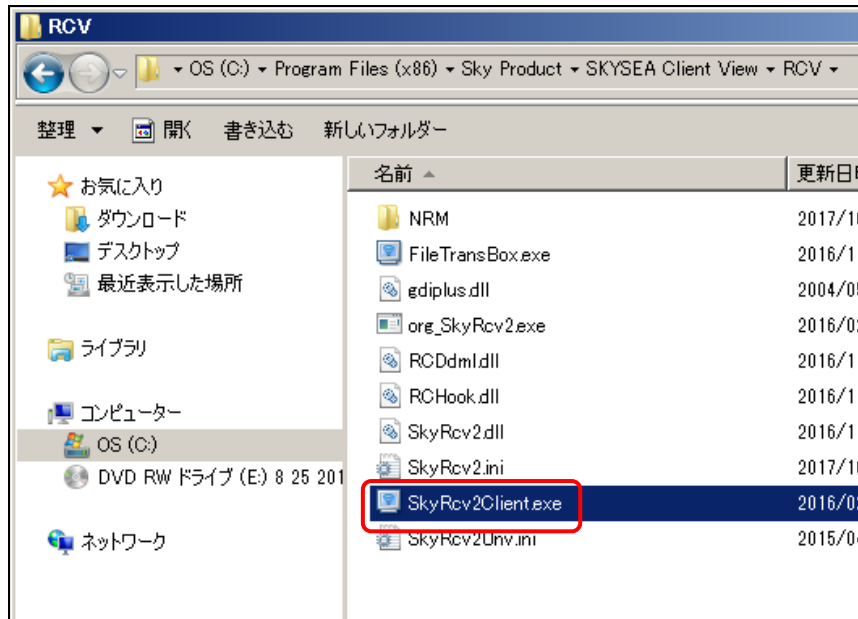 RCV
OS (C:) ▾ Program Files (x86) ▾ Sky Product ▾ SKYSEA Client View ▾ RCV ▾
整理 ▼ 開く 書き込む 新しいフォルダー
名前 更新日
お気に入り
ダウンロード
デスクトップ
最近表示した場所
ライブラリ
コンピューター
OS (C:)
DVD RW ドライブ (E:) 8 25 201
ネットワーク
NRM 2017/1
FileTransBox.exe 2016/1
gdiplus.dll 2004/0
org_SkyRcv2.exe 2016/0
RCDdml.dll 2016/1
RCHook.dll 2016/1
SkyRcv2.dll 2016/1
SkyRcv2.ini 2017/1
SkyRcv2Client.exe 2016/0
SkyRcv2Unv.ini 2015/0